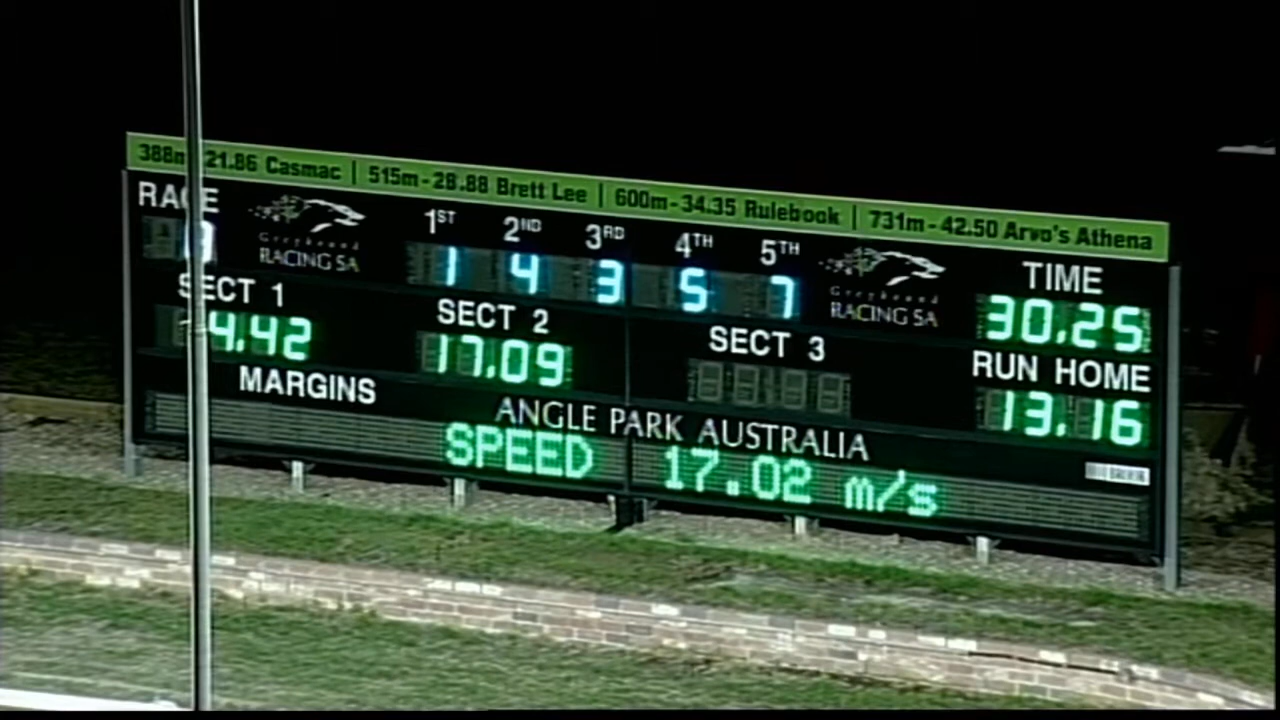 388m 21.86 Casmac | 515m-28.88 Brett Lee | 600m-34.35 Rulebook | 731m-42.50 Arvo's Athena
RACE
Greyhound
RACING SA
1ST 2ND 3RD 4TH 5TH
1 4 3 5 7
Greyhound
RACING SA
TIME
30.25
SECT 1
4.42
SECT 2
17.09
SECT 3
RUN HOME
13.16
MARGINS
ANGLE PARK AUSTRALIA
SPEED 17.02 m/s